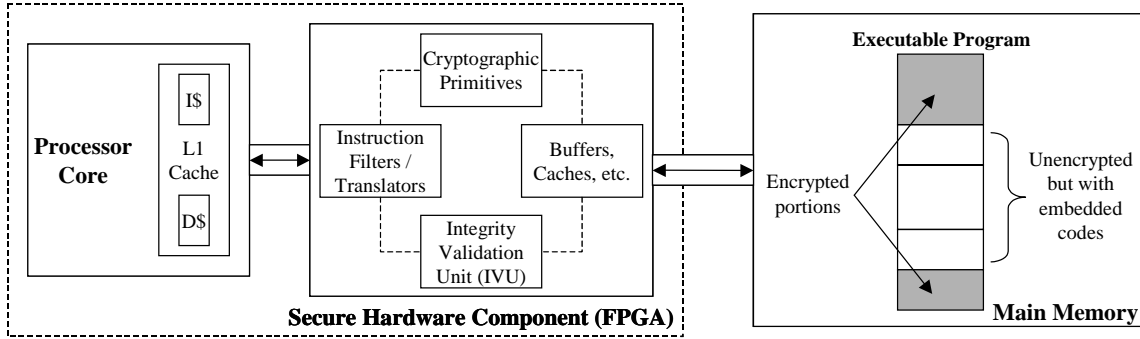 Processor
Core
I$
L1
Cache
D$
Cryptographic
Primitives
Instruction
Filters /
Translators
Buffers,
Caches, etc.
Integrity
Validation
Unit (IVU)
Secure Hardware Component (FPGA)
Executable Program
Encrypted
portions
Unencrypted
but with
embedded
codes
Main Memory